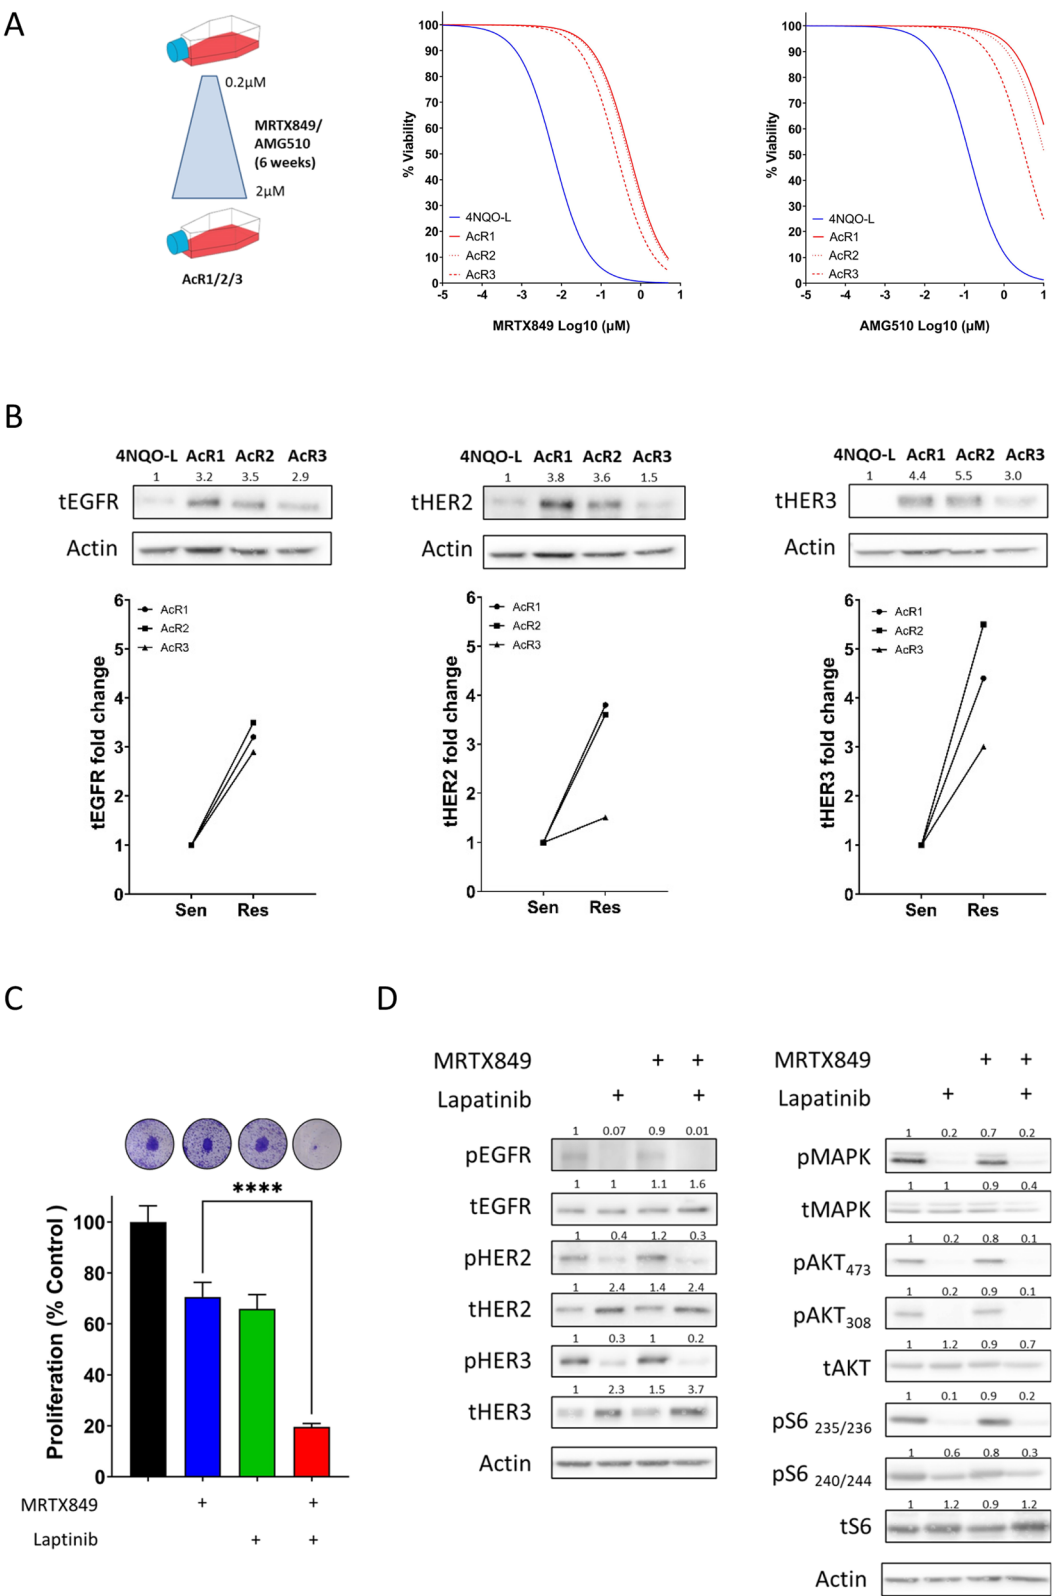 A
0.2µM
MRTX849/
AMG510
(6 weeks)
2µM
AcR1/2/3
% Viability
100
90
80
70
60
50
40
30
20
10
0
4NQO-L
AcR1
AcR2
AcR3
-5 -4 -3 -2 -1 0 1
MRTX849 Log10 (µM)
% Viability
100
90
80
70
60
50
40
30
20
10
0
4NQO-L
AcR1
AcR2
AcR3
-5 -4 -3 -2 -1 0 1
AMG510 Log10 (µM)
B
4NQO-L AcR1 AcR2 AcR3
1 3.2 3.5 2.9
tEGFR
Actin
tEGFR fold change
6
5
4
3
2
1
0
AcR1
AcR2
AcR3
Sen Res
4NQO-L AcR1 AcR2 AcR3
1 3.8 3.6 1.5
tHER2
Actin
tHER2 fold change
6
5
4
3
2
1
0
AcR1
AcR2
AcR3
Sen Res
4NQO-L AcR1 AcR2 AcR3
1 4.4 5.5 3.0
tHER3
Actin
tHER3 fold change
6
5
4
3
2
1
0
AcR1
AcR2
AcR3
Sen Res
C
****
Proliferation (% Control )
100
80
60
40
20
0
MRTX849 + +
Laptinib + +
D
MRTX849 + +
Lapatinib + +
1 0.07 0.9 0.01
pEGFR
1 1 1.1 1.6
tEGFR
1 0.4 1.2 0.3
pHER2
1 2.4 1.4 2.4
tHER2
1 0.3 1 0.2
pHER3
1 2.3 1.5 3.7
tHER3
Actin
MRTX849 + +
Lapatinib + +
1 0.2 0.7 0.2
pMAPK
1 1 0.9 0.4
tMAPK
1 0.2 0.8 0.1
pAKT473
1 0.2 0.9 0.1
pAKT308
1 1.2 0.9 0.7
tAKT
1 0.1 0.9 0.2
pS6 235/236
1 0.6 0.8 0.3
pS6 240/244
1 1.2 0.9 1.2
tS6
Actin